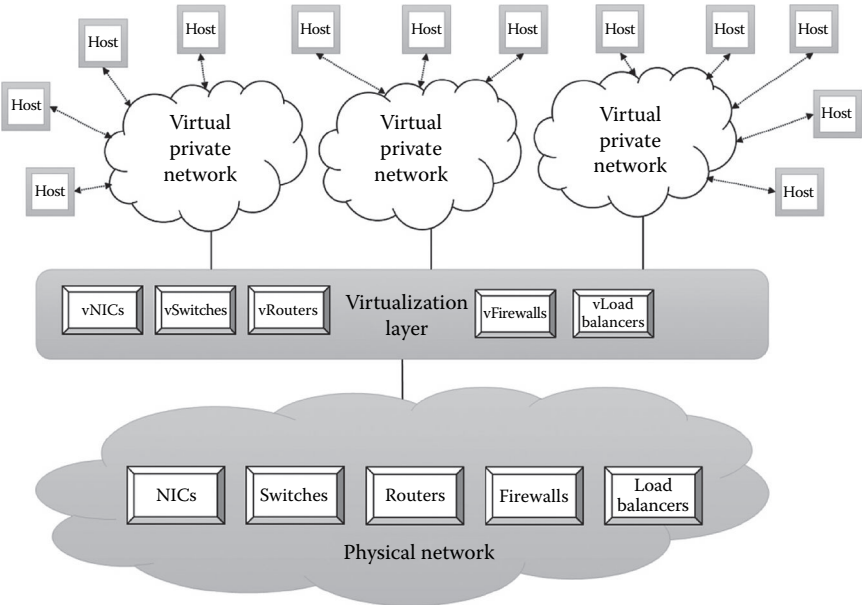 Host
Host
Host
Host
Host
Host
Host
Host
Host
Host
Host
Host
Virtual
private
network
Virtual
private
network
Virtual
private
network
vNICs
vSwitches
vRouters
Virtualization
layer
vFirewalls
vLoad
balancers
NICs
Switches
Routers
Firewalls
Load
balancers
Physical network